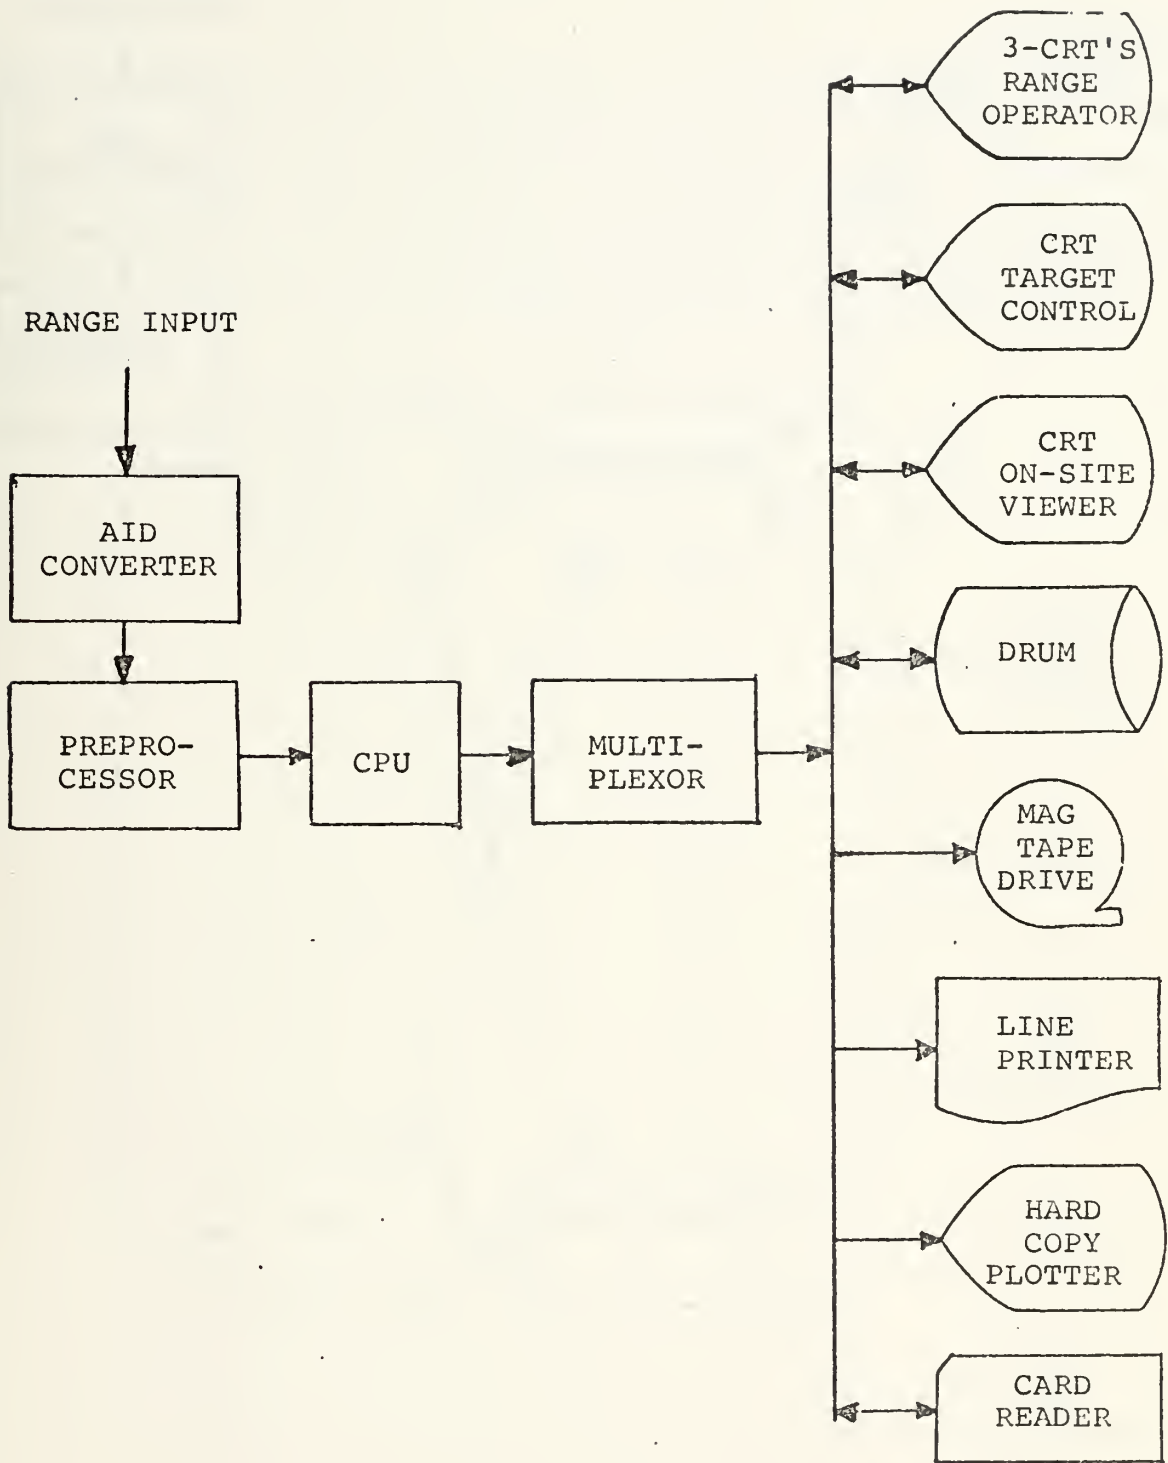 RANGE INPUT
AID
CONVERTER
PREPRO-
CESSOR
CPU
MULTI-
PLEXOR
3-CRT'S
RANGE
OPERATOR
CRT
TARGET
CONTROL
CRT
ON-SITE
VIEWER
DRUM
MAG
TAPE
DRIVE
LINE
PRINTER
HARD
COPY
PLOTTER
CARD
READER